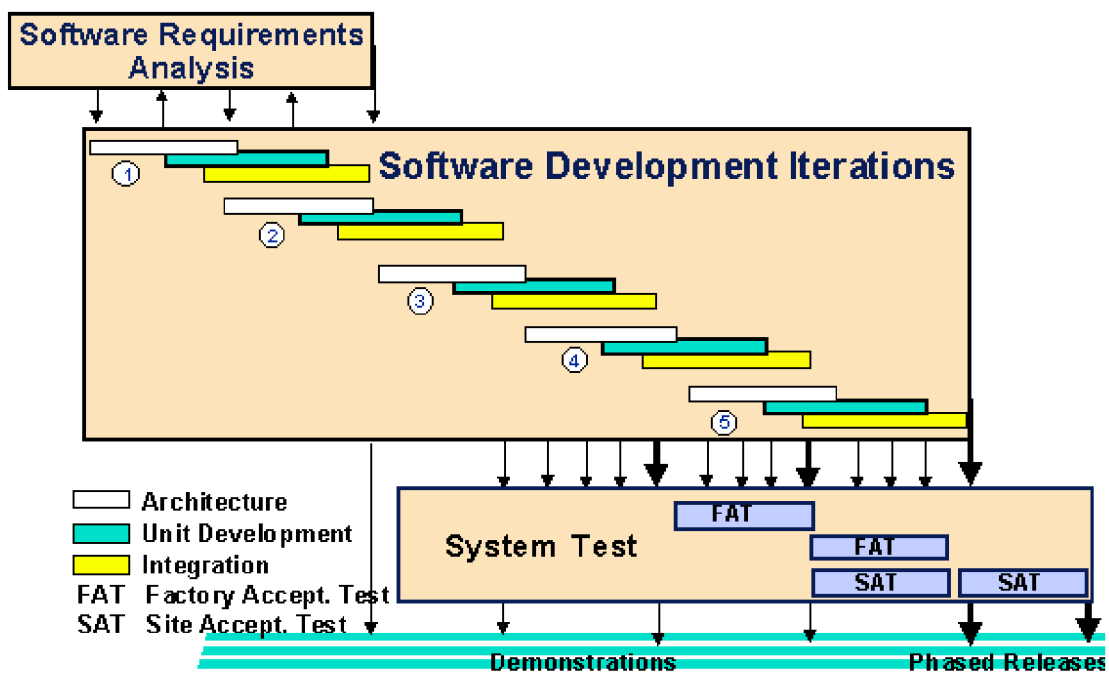 Software Requirements
Analysis
Software Development Iterations
1
2
3
4
5
Architecture
Unit Development
Integration
FAT Factory Accept. Test
SAT Site Accept. Test
System Test
FAT
FAT
SAT
SAT
Demonstrations
Phased Releases